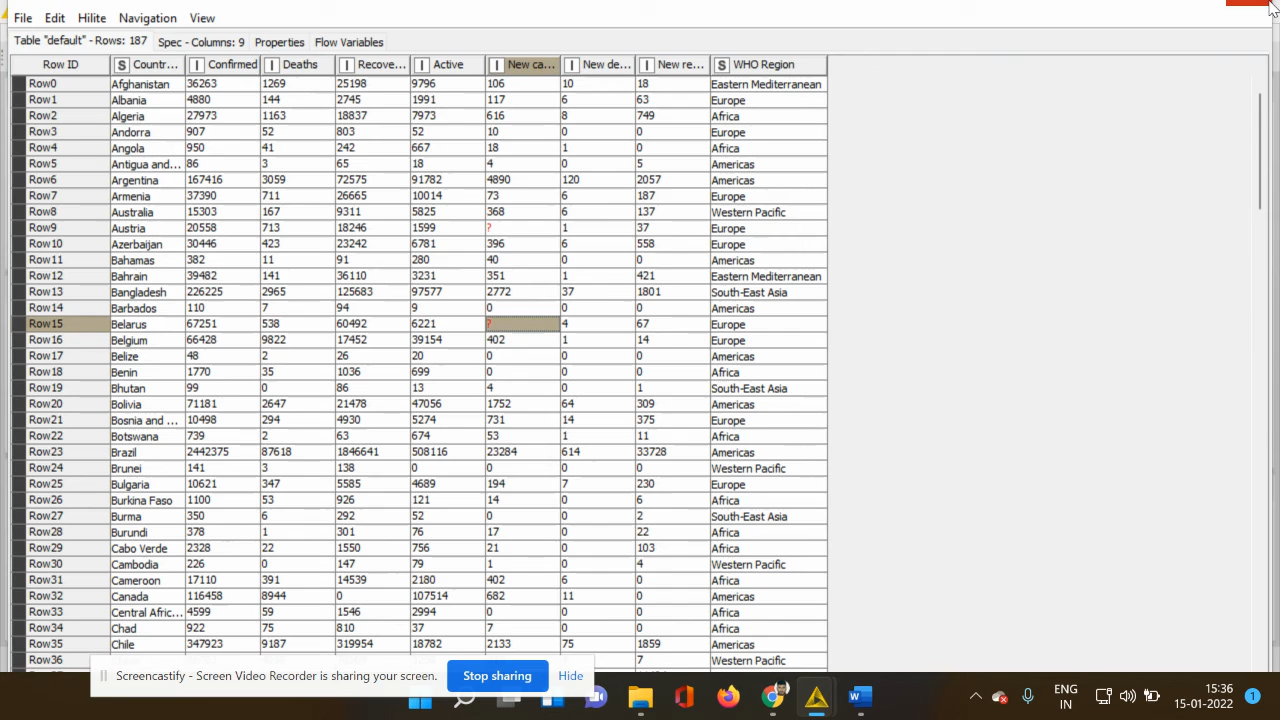 File Edit Hilite Navigation View
Table "default" - Rows: 187 Spec - Columns: 9 Properties Flow Variables
Row ID S Countr... I Confirmed I Deaths I Recove... I Active I New ca... I New de... I New re... S WHO Region
Row0 Afghanistan 36263 1269 25198 9796 106 10 18 Eastern Mediterranean
Row1 Albania 4880 144 2745 1991 117 6 63 Europe
Row2 Algeria 27973 1163 18837 7973 616 8 749 Africa
Row3 Andorra 907 52 803 52 10 0 0 Europe
Row4 Angola 950 41 242 667 18 1 0 Africa
Row5 Antigua and... 86 3 65 18 4 0 5 Americas
Row6 Argentina 167416 3059 72575 91782 4890 120 2057 Americas
Row7 Armenia 37390 711 26665 10014 73 6 187 Europe
Row8 Australia 15303 167 9311 5825 368 6 137 Western Pacific
Row9 Austria 20558 713 18246 1599 ? 1 37 Europe
Row10 Azerbaijan 30446 423 23242 6781 396 6 558 Europe
Row11 Bahamas 382 11 91 280 40 0 0 Americas
Row12 Bahrain 39482 141 36110 3231 351 1 421 Eastern Mediterranean
Row13 Bangladesh 226225 2965 125683 97577 2772 37 1801 South-East Asia
Row14 Barbados 110 7 94 9 0 0 0 Americas
Row15 Belarus 67251 538 60492 6221 ? 4 67 Europe
Row16 Belgium 66428 9822 17452 39154 402 1 14 Europe
Row17 Belize 48 2 26 20 0 0 0 Americas
Row18 Benin 1770 35 1036 699 0 0 0 Africa
Row19 Bhutan 99 0 86 13 4 0 1 South-East Asia
Row20 Bolivia 71181 2647 21478 47056 1752 64 309 Americas
Row21 Bosnia and ... 10498 294 4930 5274 731 14 375 Europe
Row22 Botswana 739 2 63 674 53 1 11 Africa
Row23 Brazil 2442375 87618 1846641 508116 23284 614 33728 Americas
Row24 Brunei 141 3 138 0 0 0 0 Western Pacific
Row25 Bulgaria 10621 347 5585 4689 194 7 230 Europe
Row26 Burkina Faso 1100 53 926 121 14 0 6 Africa
Row27 Burma 350 6 292 52 0 0 2 South-East Asia
Row28 Burundi 378 1 301 76 17 0 22 Africa
Row29 Cabo Verde 2328 22 1550 756 21 0 103 Africa
Row30 Cambodia 226 0 147 79 1 0 4 Western Pacific
Row31 Cameroon 17110 391 14539 2180 402 6 0 Africa
Row32 Canada 116458 8944 0 107514 682 11 0 Americas
Row33 Central Afric... 4599 59 1546 2994 0 0 0 Africa
Row34 Chad 922 75 810 37 7 0 0 Africa
Row35 Chile 347923 9187 319954 18782 2133 75 1859 Americas
Row36 7 Western Pacific
Screencastify - Screen Video Recorder is sharing your screen. Stop sharing Hide
ENG 15:36
IN 15-01-2022 1